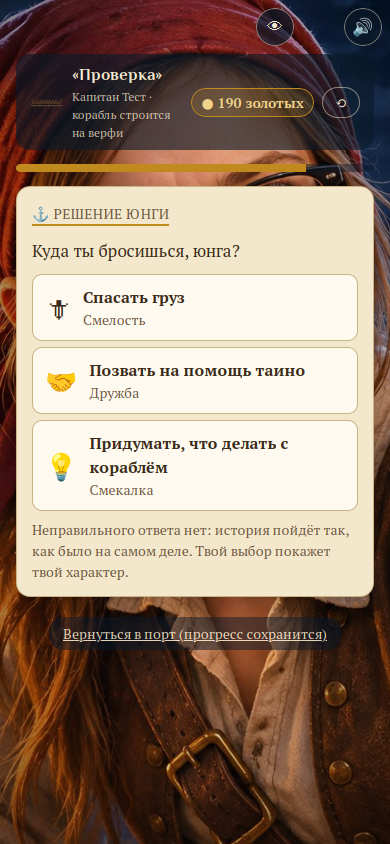 «Проверка»
Капитан Тест ·
корабль строится
на верфи
190 золотых
РЕШЕНИЕ ЮНГИ
Куда ты бросишься, юнга?
Спасать груз
Смелость
Позвать на помощь таино
Дружба
Придумать, что делать с
кораблём
Смекалка
Неправильного ответа нет: история пойдёт так,
как было на самом деле. Твой выбор покажет
твой характер.
Вернуться в порт (прогресс сохранится)